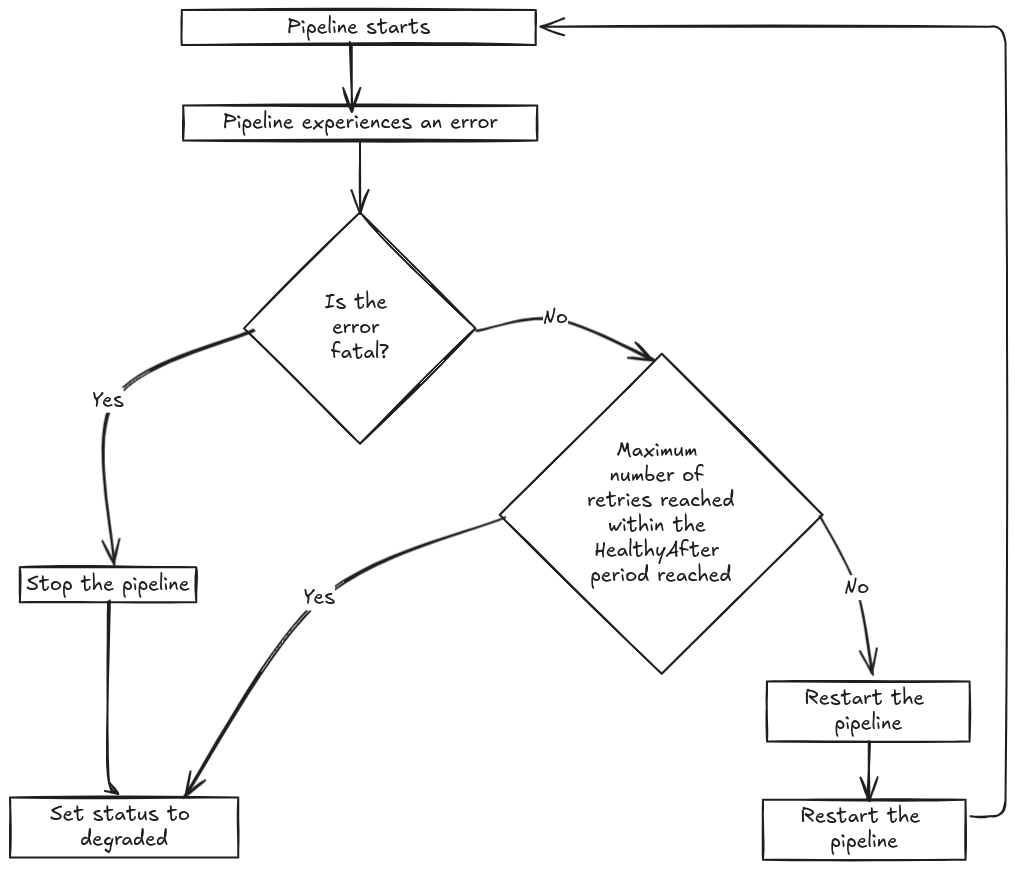 Pipeline starts
Pipeline experiences an error
Is the
error
fatal?
No
Yes
Maximum
number of
retries reached
within the
HealthyAfter
period reached
Stop the pipeline
Yes
No
Restart the
pipeline
Set status to
degraded
Restart the
pipeline